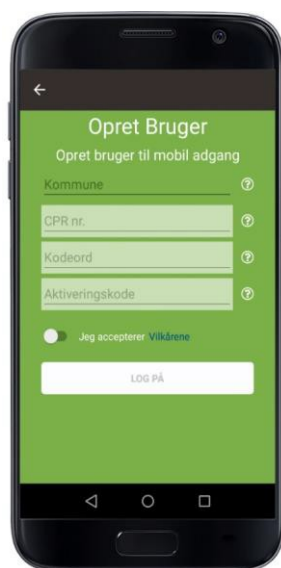 Opret Bruger
Opret bruger til mobil adgang
Kommune
CPR nr.
Kodeord
Aktiveringskode
Jeg accepterer Vilkårene
LOG PÅ